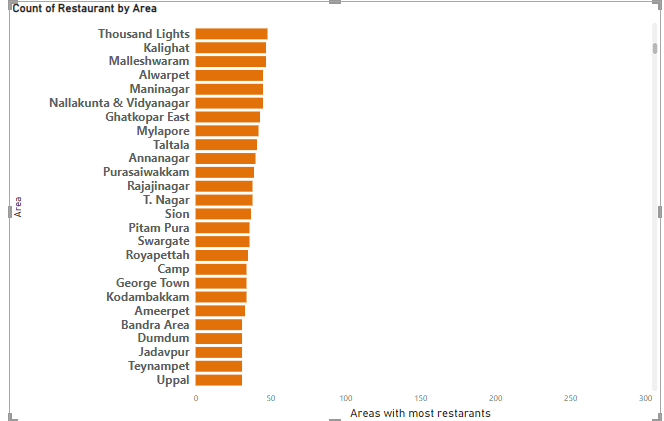 Count of Restaurant by Area
Thousand Lights
Kalighat
Malleshwaram
Alwarpet
Maninagar
Nallakunta & Vidyanagar
Ghatkopar East
Mylapore
Taltala
Annanagar
Purasaiwakkam
Rajajinagar
T. Nagar
Sion
Pitam Pura
Swargate
Royapettah
Camp
George Town
Kodambakkam
Ameerpet
Bandra Area
Dumdum
Jadavpur
Teynampet
Uppal
Area
0 50 100 150 200 250 300
Areas with most restarants